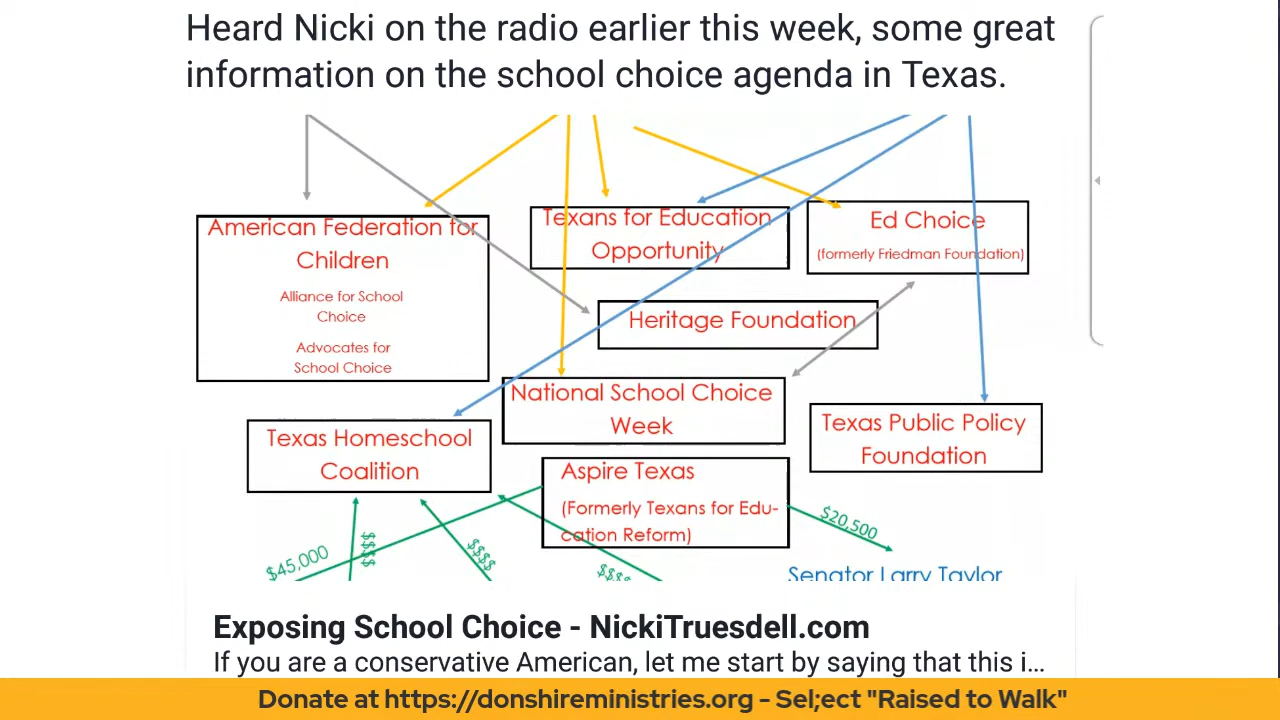 Heard Nicki on the radio earlier this week, some great
information on the school choice agenda in Texas.
American Federation for
Children
Alliance for School
Choice
Advocates for
School Choice
Texans for Education
Opportunity
Ed Choice
(formerly Friedman Foundation)
Heritage Foundation
National School Choice
Week
Texas Homeschool
Coalition
Texas Public Policy
Foundation
Aspire Texas
(Formerly Texans for Edu-
cation Reform)
$45,000
$$$$
$$$$
$$$$
$20,500
Senator Larry Taylor
Exposing School Choice - NickiTruesdell.com
If you are a conservative American, let me start by saying that this i...
Donate at https://donshireministries.org - Sel;ect "Raised to Walk"